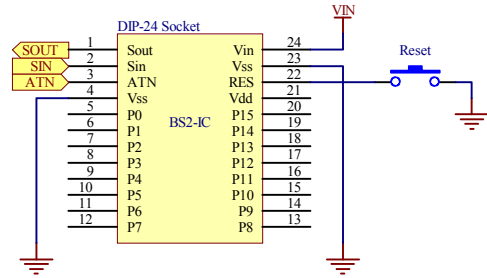 VIN
DIP-24 Socket
SOUT 1 Sout Vin 24
SIN 2 Sin Vss 23
ATN 3 ATN RES 22 Reset
4 Vss Vdd 21
5 P0 P15 20
6 P1 BS2-IC P14 19
7 P2 P13 18
8 P3 P12 17
9 P4 P11 16
10 P5 P10 15
11 P6 P9 14
12 P7 P8 13